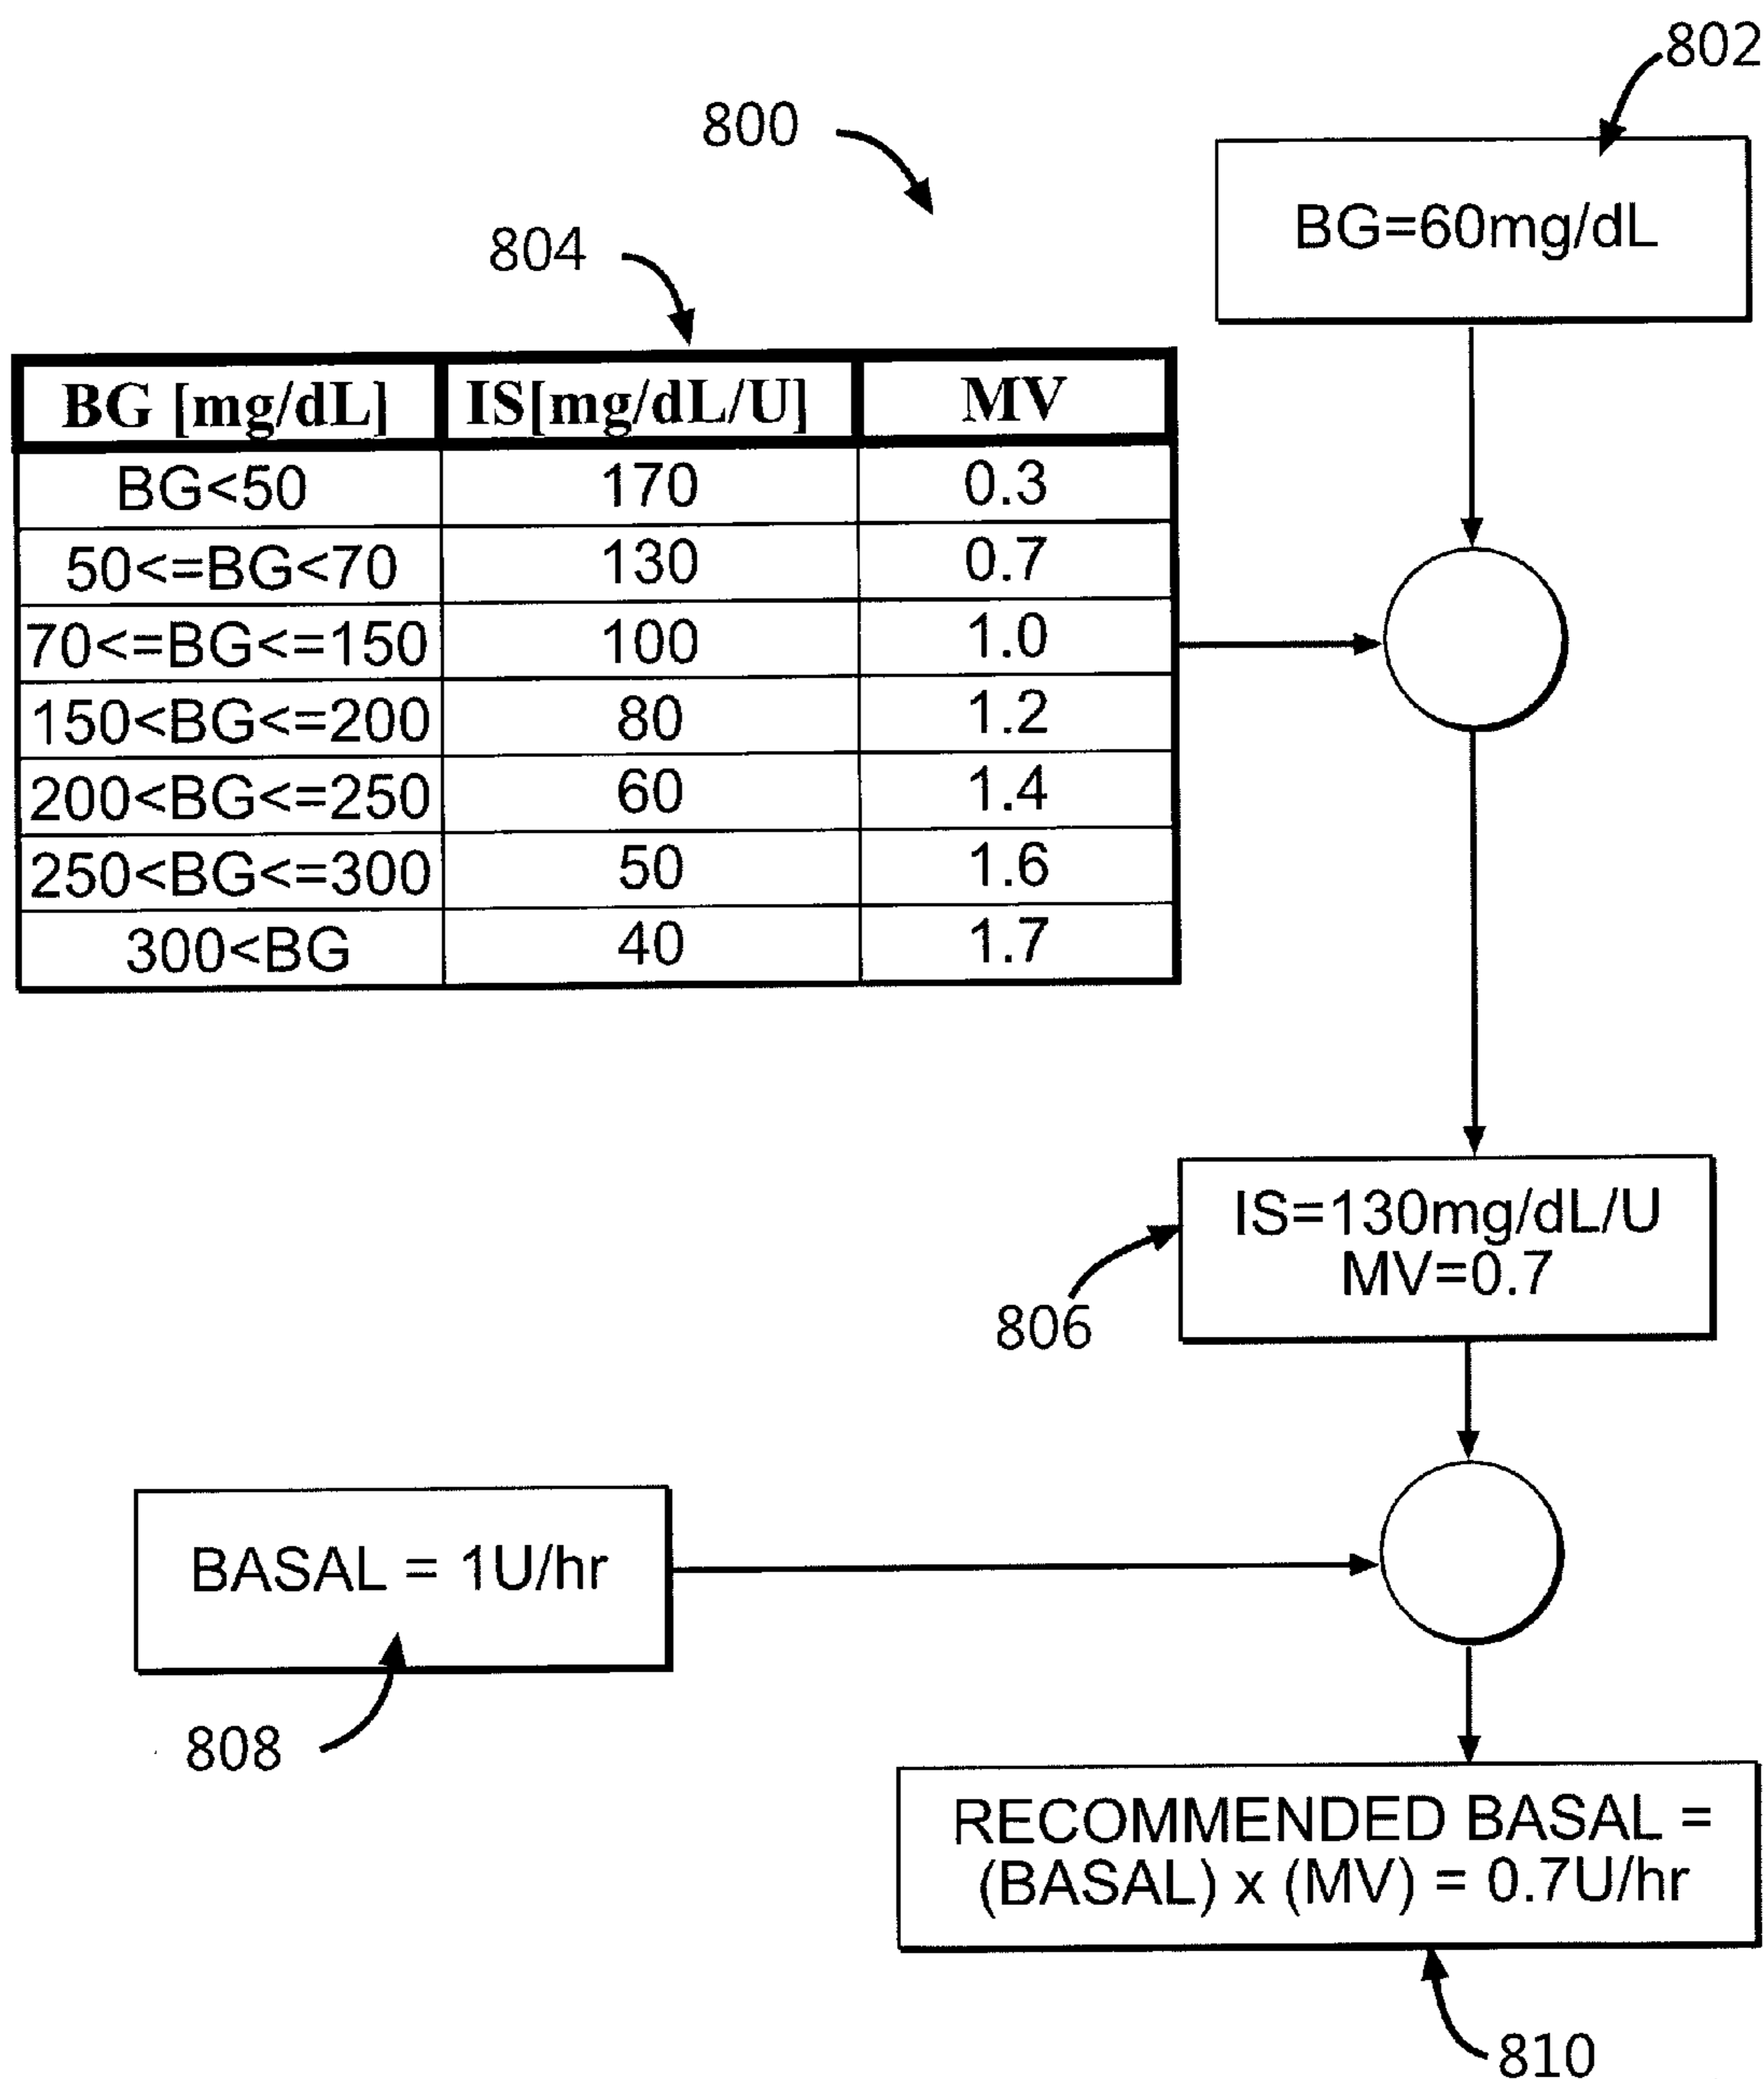 802
800
BG=60mg/dL
804
BG [mg/dL] IS[mg/dL/U] MV
BG<50 170 0.3
50<=BG<70 130 0.7
70<=BG<=150 100 1.0
150<BG<=200 80 1.2
200<BG<=250 60 1.4
250<BG<=300 50 1.6
300<BG 40 1.7
IS=130mg/dL/U
MV=0.7
806
BASAL = 1U/hr
808
RECOMMENDED BASAL =
(BASAL) x (MV) = 0.7U/hr
810